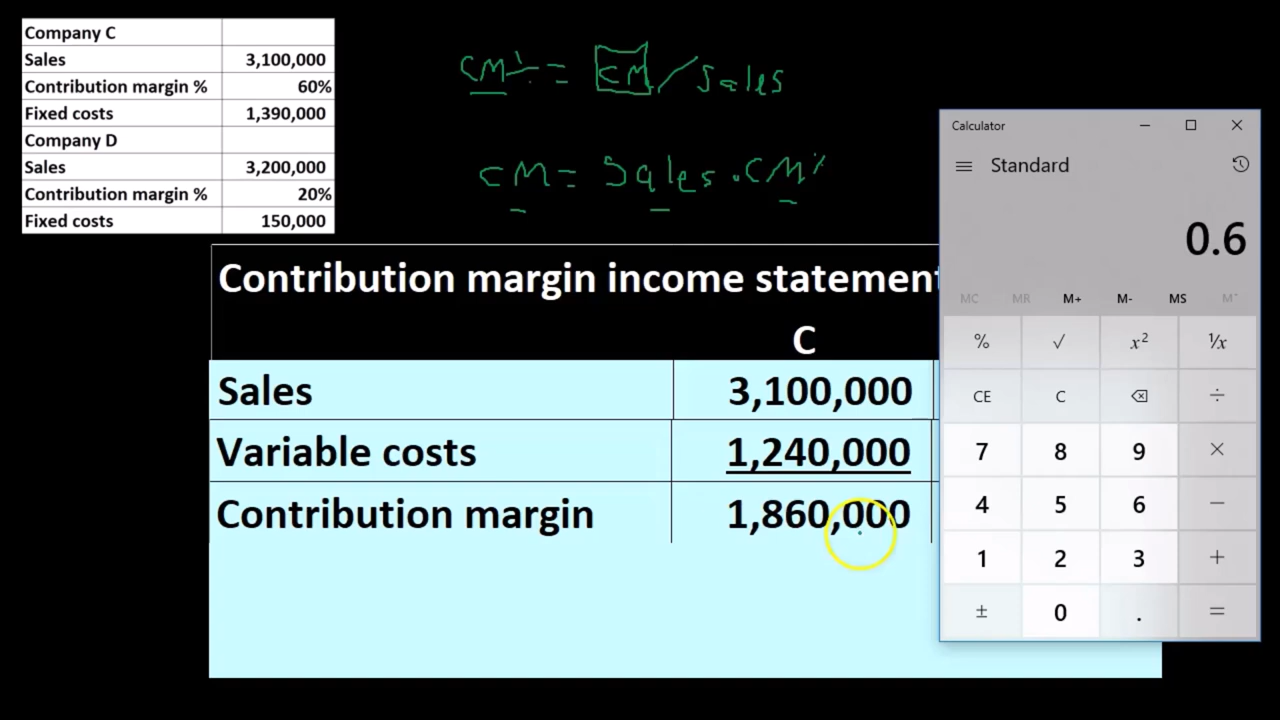 Company C
Sales 3,100,000
Contribution margin % 60%
Fixed costs 1,390,000
Company D
Sales 3,200,000
Contribution margin % 20%
Fixed costs 150,000
CM% = CM / Sales
CM = Sales . CM%
Contribution margin income statement
C
Sales 3,100,000
Variable costs 1,240,000
Contribution margin 1,860,000
Calculator
Standard
0.6
MC MR M+ M- MS M˅
% √ x² ¹/x
CE C ⌫ ÷
7 8 9 ×
4 5 6 −
1 2 3 +
± 0 . =